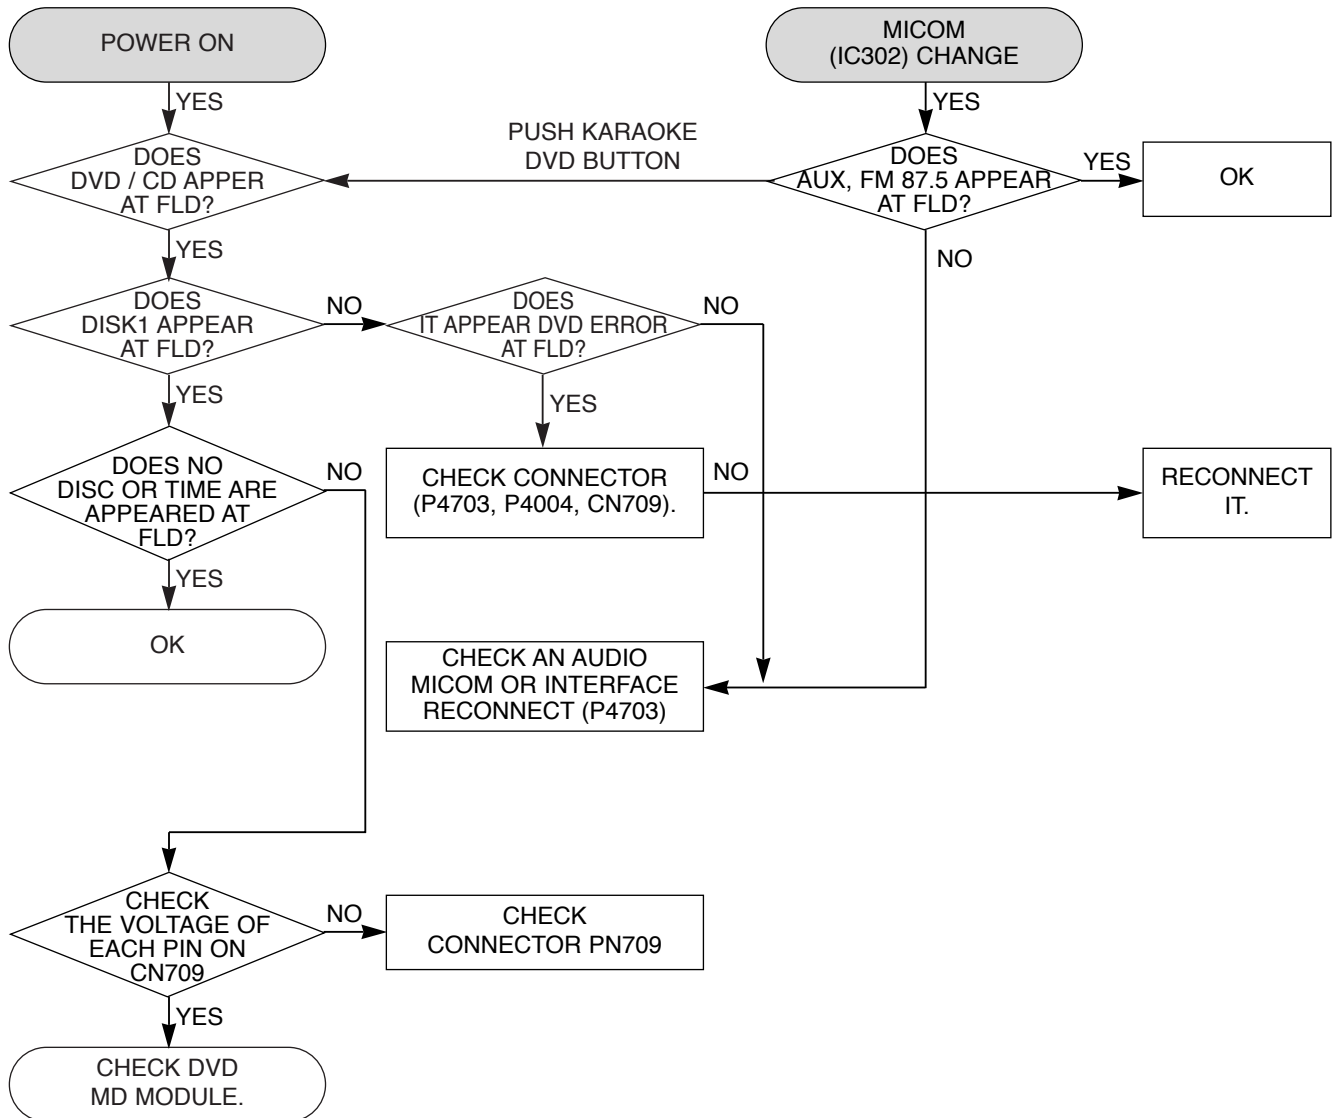 POWER ON
YES
DOES
DVD / CD APPER
AT FLD?
YES
DOES
DISK1 APPEAR
AT FLD?
NO
YES
DOES NO
DISC OR TIME ARE
APPEARED AT
FLD?
NO
YES
OK
DOES
IT APPEAR DVD ERROR
AT FLD?
NO
YES
CHECK CONNECTOR
(P4703, P4004, CN709).
NO
RECONNECT
IT.
MICOM
(IC302) CHANGE
YES
DOES
AUX, FM 87.5 APPEAR
AT FLD?
PUSH KARAOKE
DVD BUTTON
YES
OK
NO
CHECK AN AUDIO
MICOM OR INTERFACE
RECONNECT (P4703)
CHECK
THE VOLTAGE OF
EACH PIN ON
CN709
NO
CHECK
CONNECTOR PN709
YES
CHECK DVD
MD MODULE.